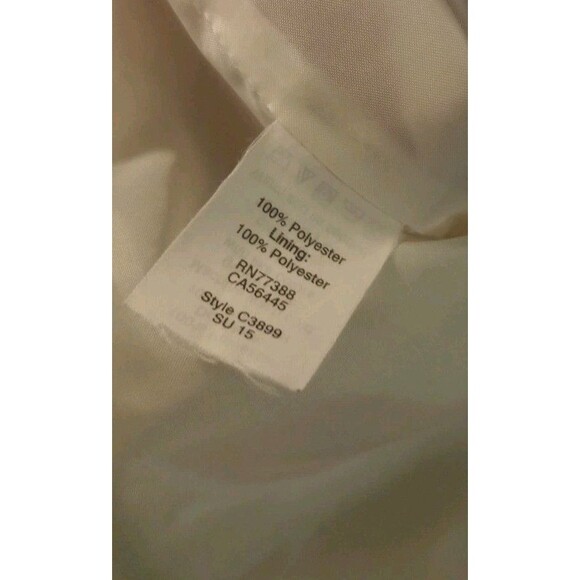 100% Polyester
Lining:
100% Polyester
RN77388
CA56445
Style C3899
SU 15